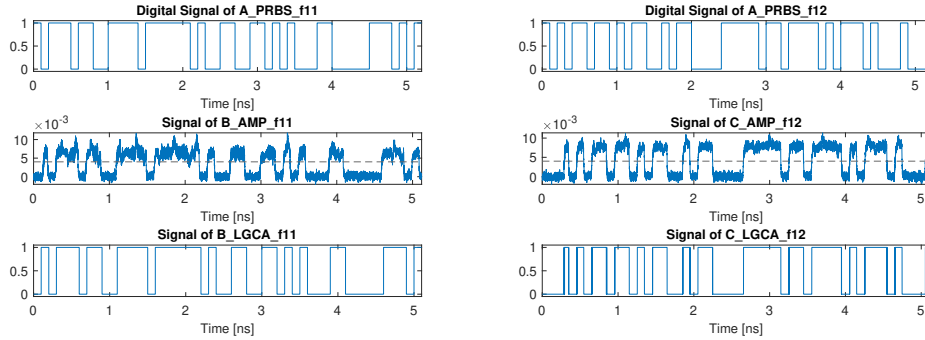 Digital Signal of A_PRBS_f11
1
0.5
0
0 1 2 3 4 5
Time [ns]
×10⁻³
Signal of B_AMP_f11
10
5
0
0 1 2 3 4 5
Time [ns]
Signal of B_LGCA_f11
1
0.5
0
0 1 2 3 4 5
Time [ns]
Digital Signal of A_PRBS_f12
1
0.5
0
0 1 2 3 4 5
Time [ns]
×10⁻³
Signal of C_AMP_f12
10
5
0
0 1 2 3 4 5
Time [ns]
Signal of C_LGCA_f12
1
0.5
0
0 1 2 3 4 5
Time [ns]